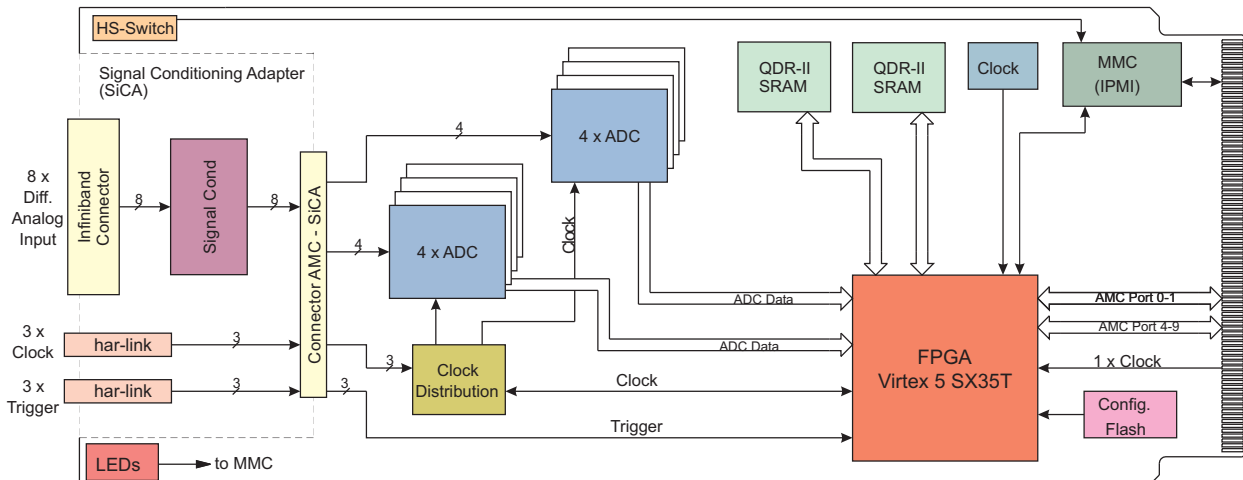 HS-Switch
Signal Conditioning Adapter
(SiCA)
8 x
Diff.
Analog
Input
Infiniband
Connector
8
Signal Cond
8
Connector AMC - SiCA
4
4 x ADC
4
4 x ADC
Clock
QDR-II
SRAM
QDR-II
SRAM
Clock
MMC
(IPMI)
ADC Data
ADC Data
AMC Port 0-1
AMC Port 4-9
FPGA
Virtex 5 SX35T
1 x Clock
Config.
Flash
3 x
Clock
har-link
3
3
Clock
Distribution
Clock
3 x
Trigger
har-link
3
3
Trigger
LEDs
to MMC